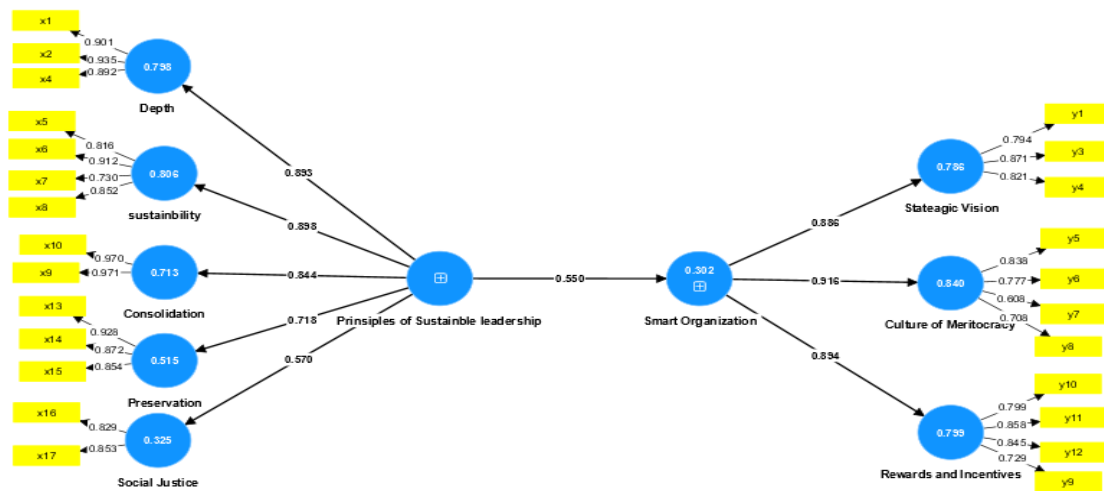 x1
0.901
x2
0.935
x4
0.892
0.798
Depth
x5
0.816
x6
0.912
x7
0.730
x8
0.852
0.806
sustainbility
x10
0.970
x9
0.971
0.713
Consolidation
x13
0.928
x14
0.872
x15
0.854
0.515
Preservation
x16
0.829
x17
0.853
0.325
Social Justice
0.893
0.898
0.844
0.718
0.570
Prinsiples of Sustainble leadership
0.550
0.302
Smart Organization
0.886
0.916
0.894
0.786
Stateagic Vision
0.794
y1
0.871
y3
0.821
y4
0.840
Culture of Meritocracy
0.838
y5
0.777
y6
0.608
y7
0.708
y8
0.799
Rewards and Incentives
0.799
y10
0.858
y11
0.845
y12
0.729
y9